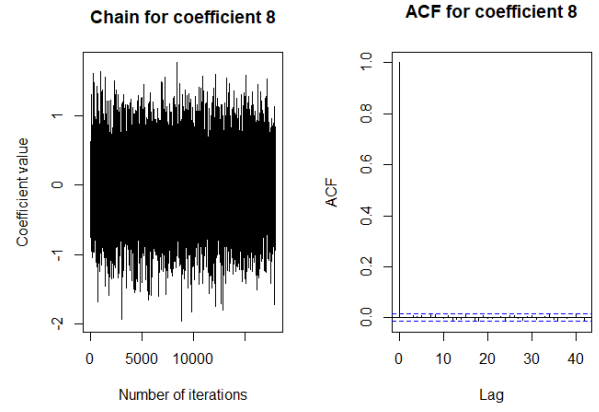 Chain for coefficient 8
Coefficient value
1
0
-1
-2
0 5000 10000
Number of iterations
ACF for coefficient 8
ACF
1.0
0.8
0.6
0.4
0.2
0.0
0 10 20 30 40
Lag